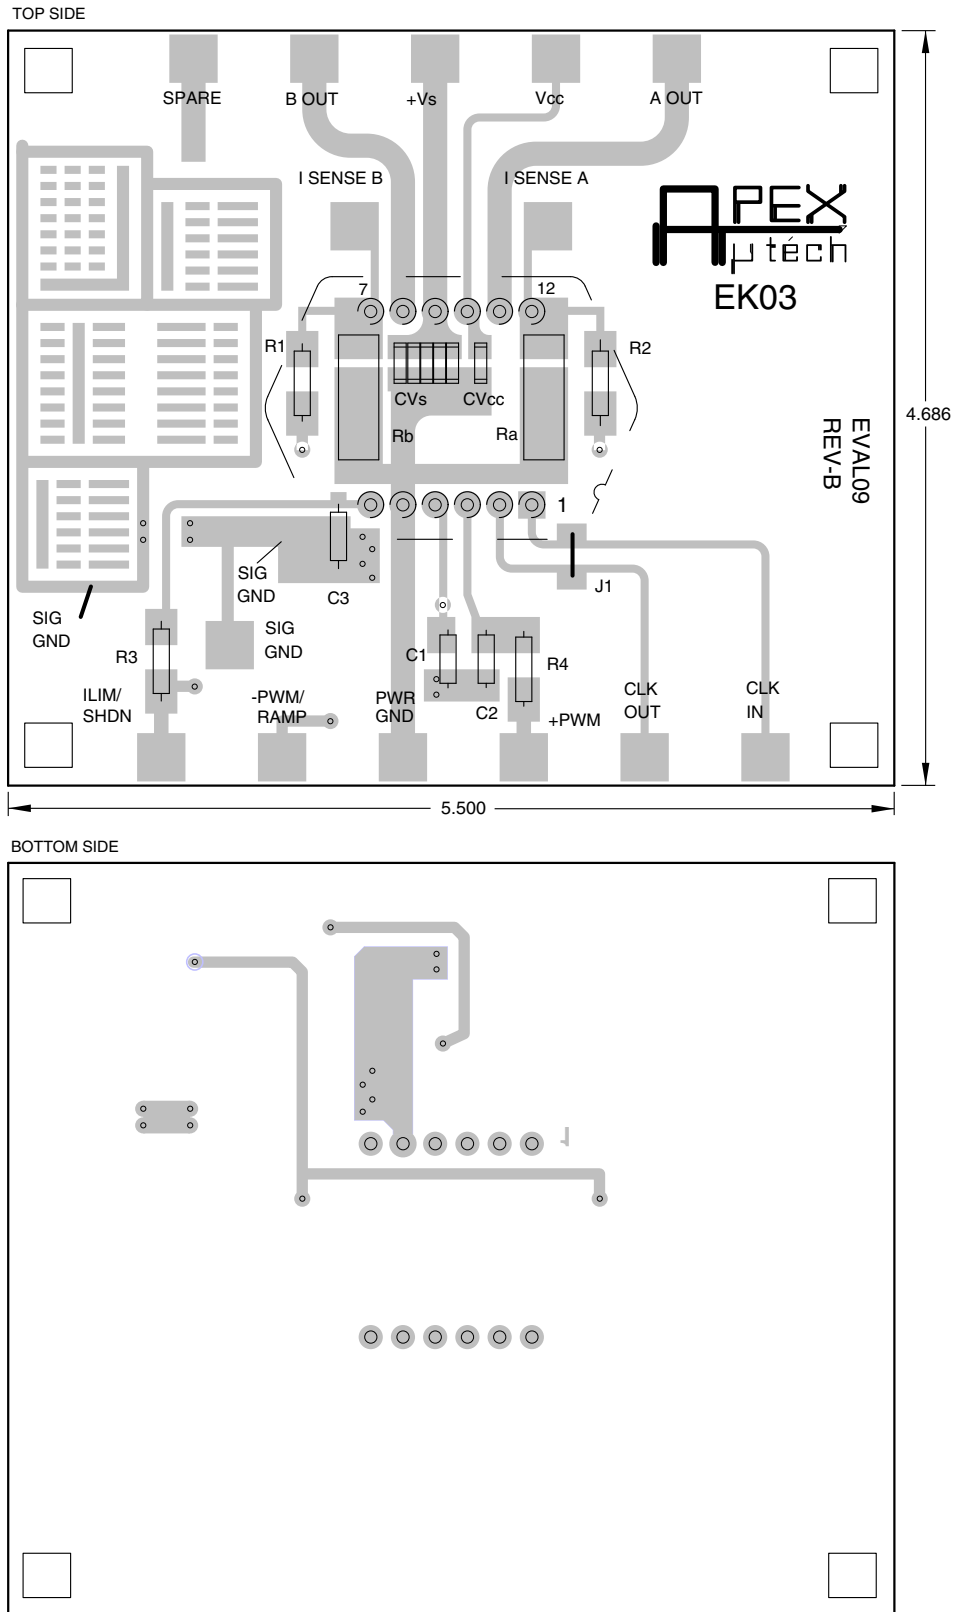 TOP SIDE
SPARE
B OUT
+Vs
Vcc
A OUT
I SENSE B
I SENSE A
APEX
µtech
EK03
7
12
R1
R2
CVs
CVcc
Rb
Ra
4.686
EVAL09
REV-B
1
SIG
GND
C3
J1
SIG
GND
SIG
GND
R3
C1
R4
ILIM/
SHDN
-PWM/
RAMP
PWR
GND
C2
+PWM
CLK
OUT
CLK
IN
5.500
BOTTOM SIDE